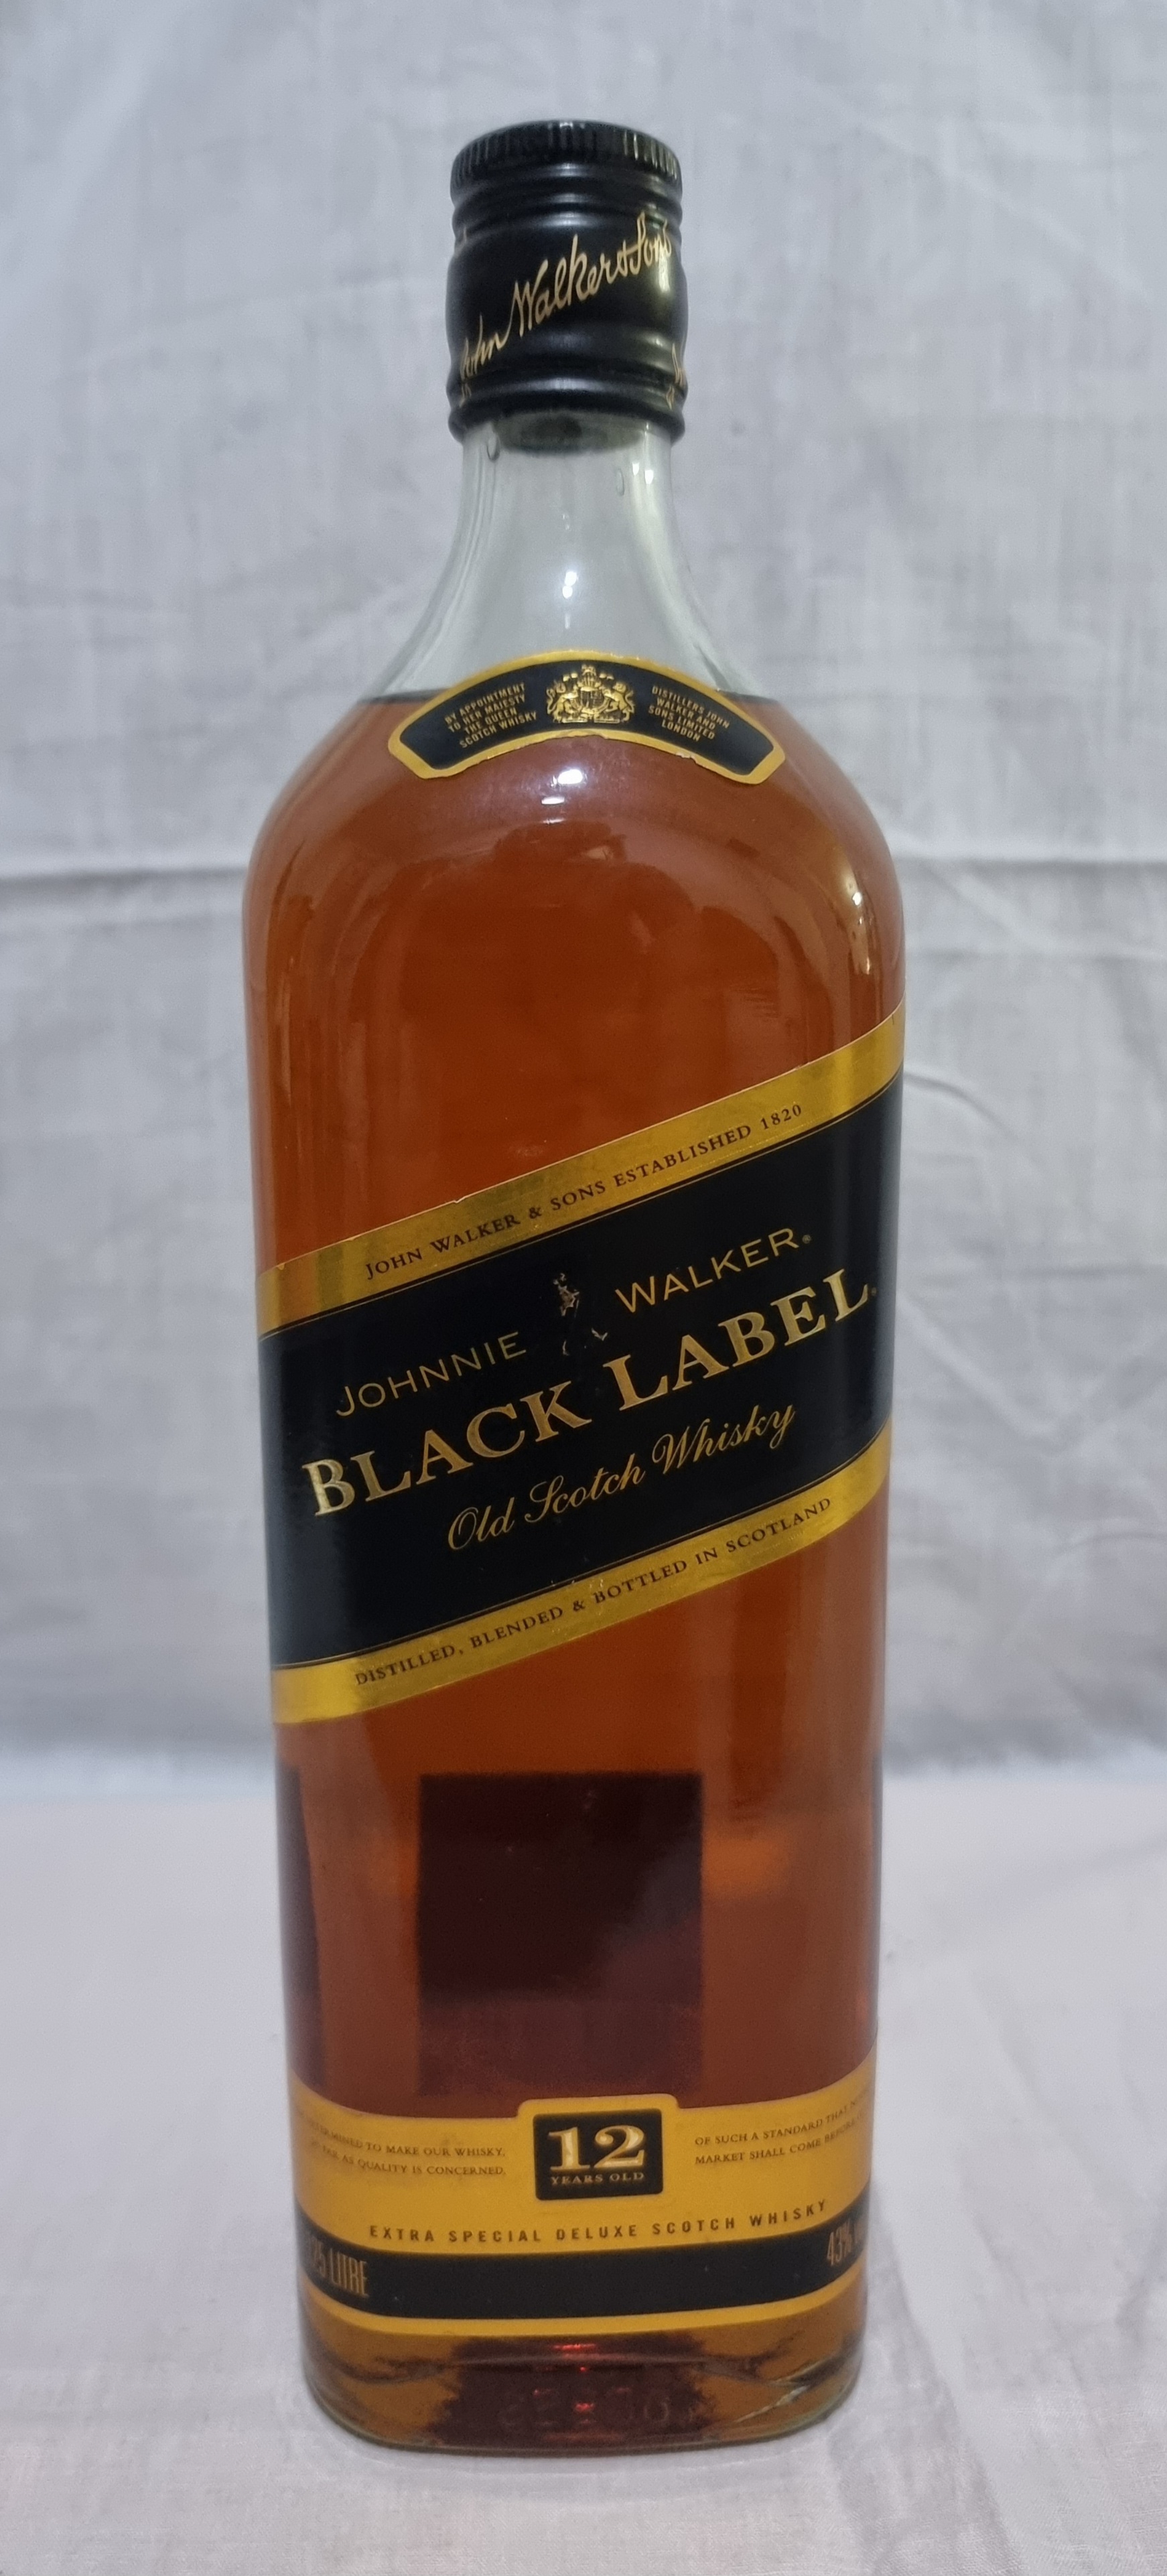 John Walker & Sons
BY APPOINTMENT
TO HER MAJESTY
THE QUEEN
SCOTCH WHISKY
DISTILLERS JOHN
WALKER AND
SONS LIMITED
LONDON
JOHN WALKER & SONS ESTABLISHED 1820
JOHNNIE WALKER
BLACK LABEL
Old Scotch Whisky
DISTILLED, BLENDED & BOTTLED IN SCOTLAND
TO MAKE OUR WHISKY,
AS QUALITY IS CONCERNED,
12
YEARS OLD
OF SUCH A STANDARD THAT
MARKET SHALL COME BEFORE
EXTRA SPECIAL DELUXE SCOTCH WHISKY
LITRE
43%